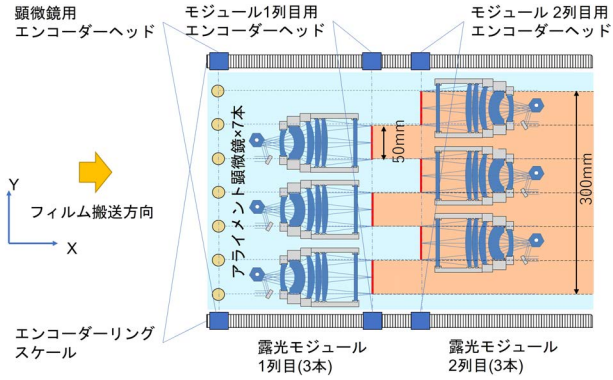 顕微鏡用
エンコーダーヘッド
モジュール1列目用
エンコーダーヘッド
モジュール 2列目用
エンコーダーヘッド
アライメント顕微鏡×7本
50mm
300mm
Y
X
フィルム搬送方向
エンコーダーリング
スケール
露光モジュール
1列目(3本)
露光モジュール
2列目(3本)